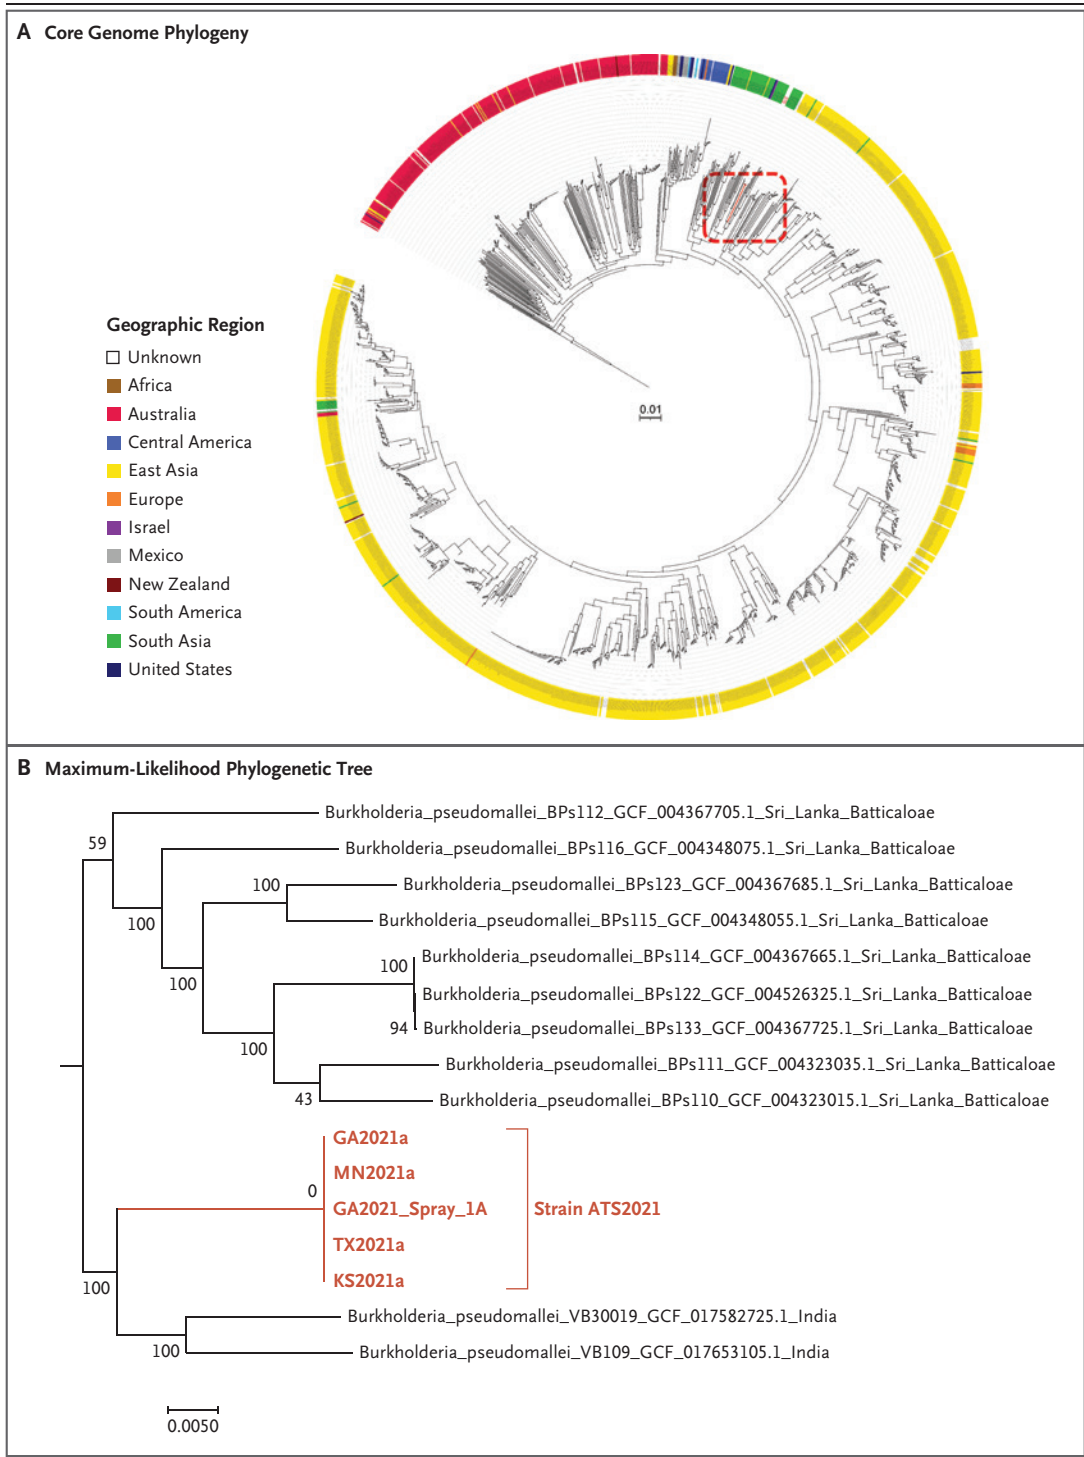 A Core Genome Phylogeny
Geographic Region
Unknown
Africa
Australia
Central America
East Asia
Europe
Israel
Mexico
New Zealand
South America
South Asia
United States
0.01
B Maximum-Likelihood Phylogenetic Tree
Burkholderia_pseudomallei_BPs112_GCF_004367705.1_Sri_Lanka_Batticaloae
59
Burkholderia_pseudomallei_BPs116_GCF_004348075.1_Sri_Lanka_Batticaloae
100
Burkholderia_pseudomallei_BPs123_GCF_004367685.1_Sri_Lanka_Batticaloae
100
Burkholderia_pseudomallei_BPs115_GCF_004348055.1_Sri_Lanka_Batticaloae
100
Burkholderia_pseudomallei_BPs114_GCF_004367665.1_Sri_Lanka_Batticaloae
100
Burkholderia_pseudomallei_BPs122_GCF_004526325.1_Sri_Lanka_Batticaloae
94
Burkholderia_pseudomallei_BPs133_GCF_004367725.1_Sri_Lanka_Batticaloae
100
Burkholderia_pseudomallei_BPs111_GCF_004323035.1_Sri_Lanka_Batticaloae
43
Burkholderia_pseudomallei_BPs110_GCF_004323015.1_Sri_Lanka_Batticaloae
GA2021a
MN2021a
0
GA2021_Spray_1A
Strain ATS2021
TX2021a
KS2021a
100
Burkholderia_pseudomallei_VB30019_GCF_017582725.1_India
100
Burkholderia_pseudomallei_VB109_GCF_017653105.1_India
0.0050